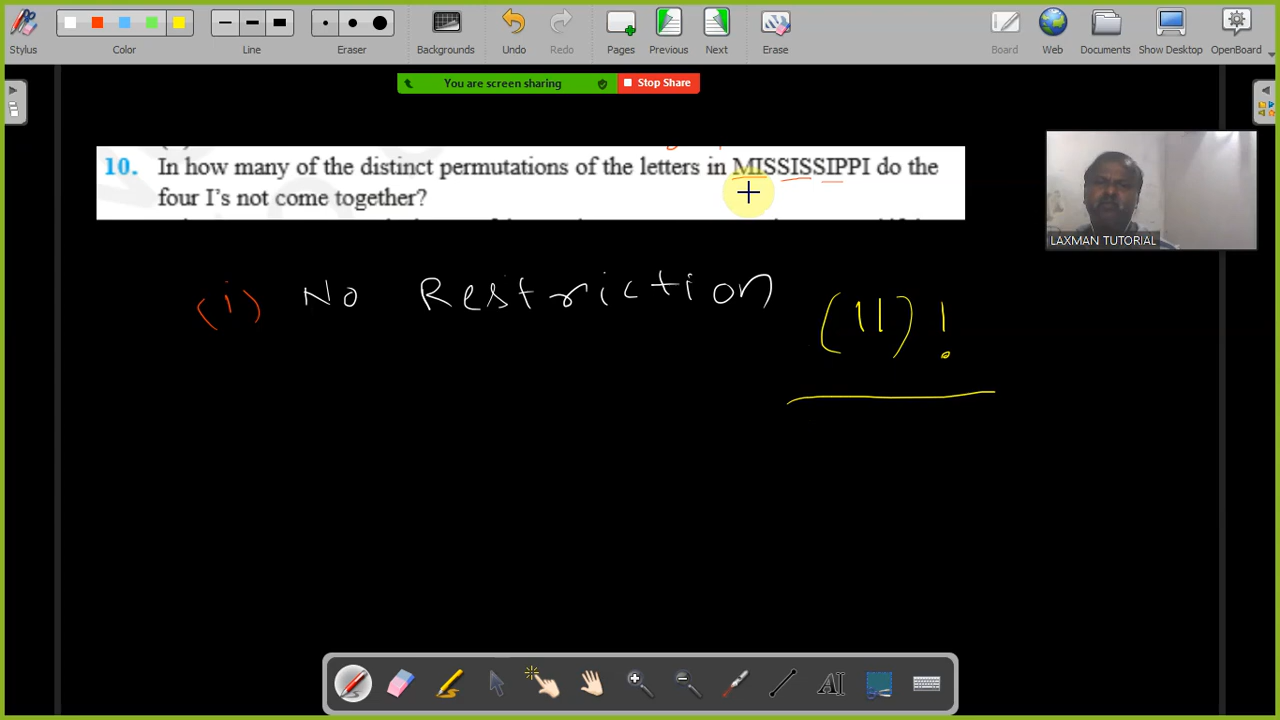 Stylus Color Line Eraser Backgrounds Undo Redo Pages Previous Next Erase Board Web Documents Show Desktop OpenBoard
You are screen sharing Stop Share
10. In how many of the distinct permutations of the letters in MISSISSIPPI do the
four I's not come together?
LAXMAN TUTORIAL
(i) No Restriction (11)!
AI